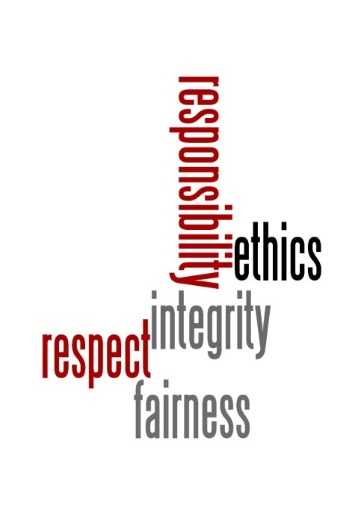 responsibility
ethics
integrity
respect
fairness